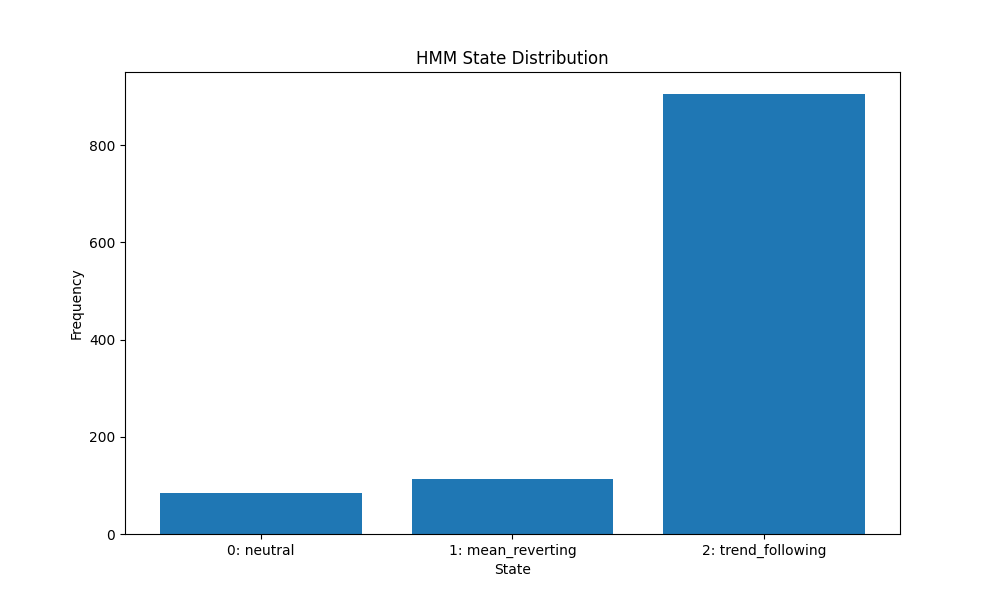 HMM State Distribution
Frequency
800
600
400
200
0
0: neutral
1: mean_reverting
2: trend_following
State